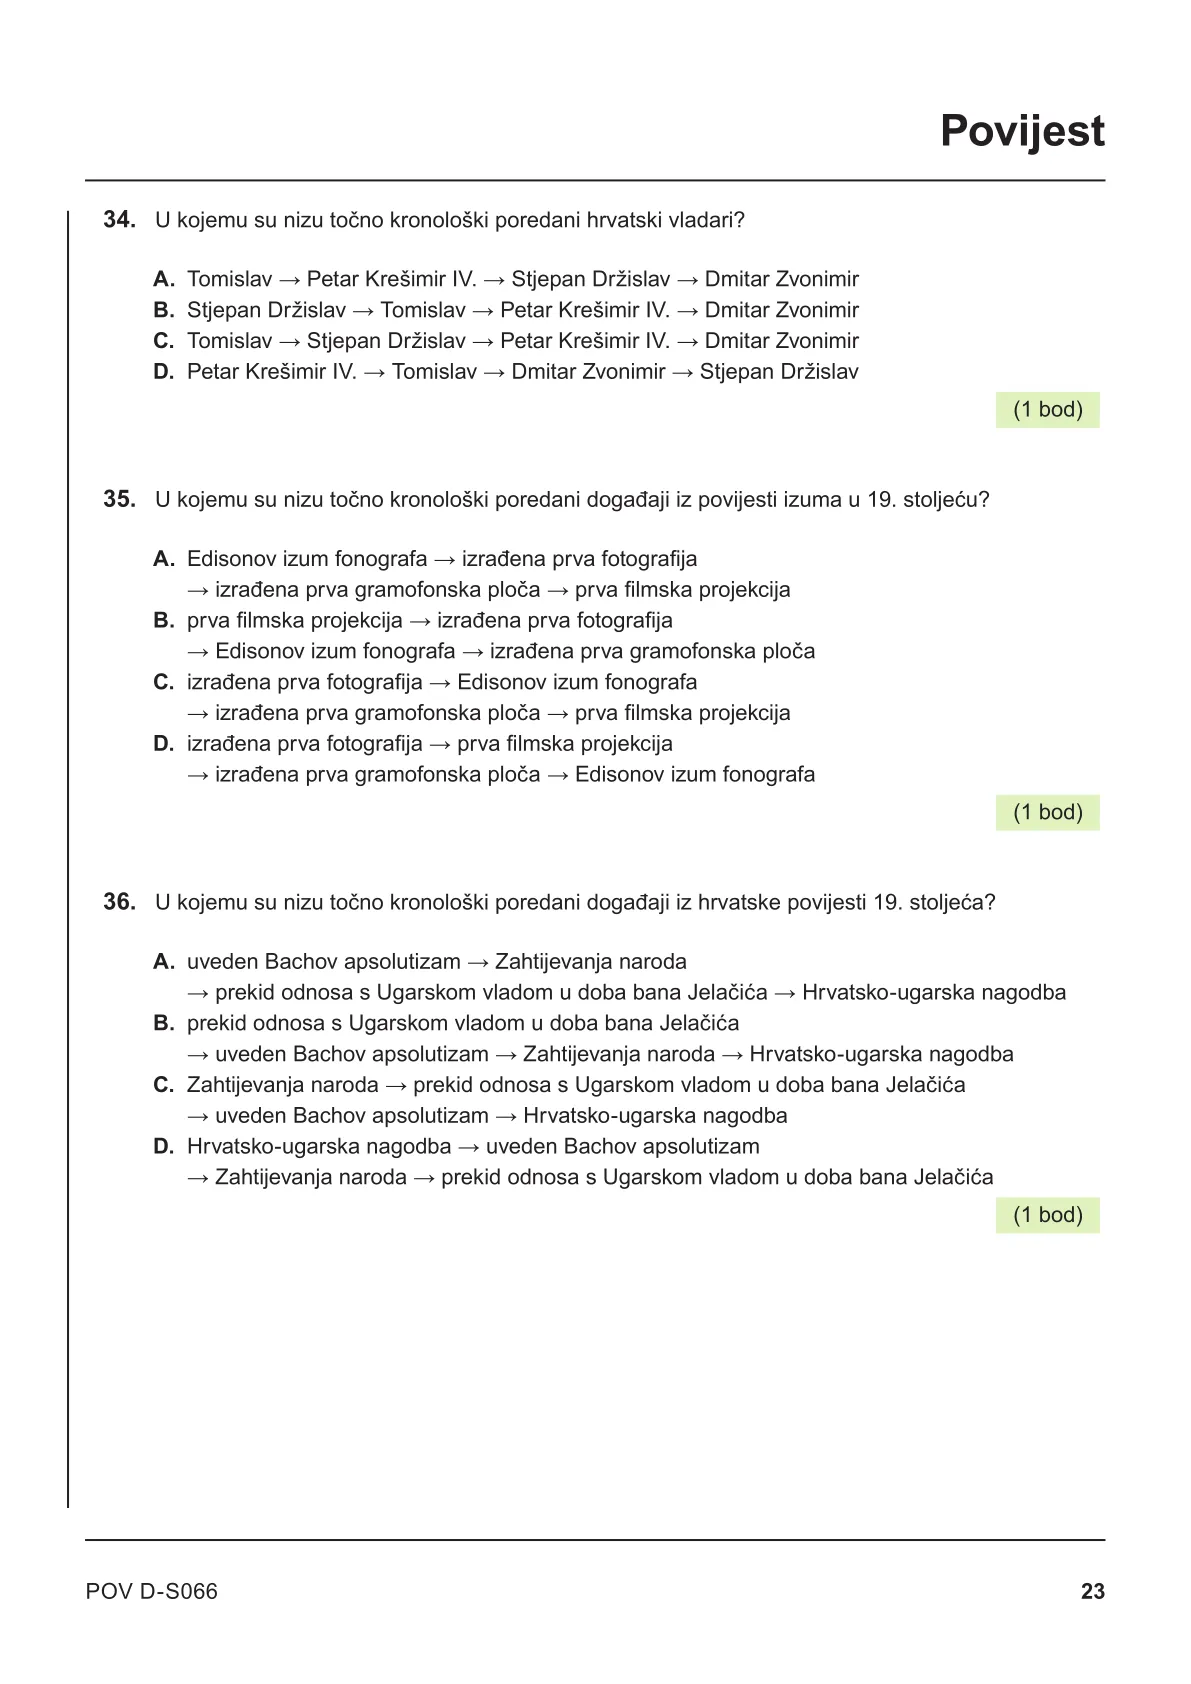 Povijest
34. U kojemu su nizu točno kronološki poredani hrvatski vladari?
A. Tomislav → Petar Krešimir IV. → Stjepan Držislav → Dmitar Zvonimir
B. Stjepan Držislav → Tomislav → Petar Krešimir IV. → Dmitar Zvonimir
C. Tomislav → Stjepan Držislav → Petar Krešimir IV. → Dmitar Zvonimir
D. Petar Krešimir IV. → Tomislav → Dmitar Zvonimir → Stjepan Držislav
(1 bod)
35. U kojemu su nizu točno kronološki poredani događaji iz povijesti izuma u 19. stoljeću?
A. Edisonov izum fonografa → izrađena prva fotografija
→ izrađena prva gramofonska ploča → prva filmska projekcija
B. prva filmska projekcija → izrađena prva fotografija
→ Edisonov izum fonografa → izrađena prva gramofonska ploča
C. izrađena prva fotografija → Edisonov izum fonografa
→ izrađena prva gramofonska ploča → prva filmska projekcija
D. izrađena prva fotografija → prva filmska projekcija
→ izrađena prva gramofonska ploča → Edisonov izum fonografa
(1 bod)
36. U kojemu su nizu točno kronološki poredani događaji iz hrvatske povijesti 19. stoljeća?
A. uveden Bachov apsolutizam → Zahtijevanja naroda
→ prekid odnosa s Ugarskom vladom u doba bana Jelačića → Hrvatsko-ugarska nagodba
B. prekid odnosa s Ugarskom vladom u doba bana Jelačića
→ uveden Bachov apsolutizam → Zahtijevanja naroda → Hrvatsko-ugarska nagodba
C. Zahtijevanja naroda → prekid odnosa s Ugarskom vladom u doba bana Jelačića
→ uveden Bachov apsolutizam → Hrvatsko-ugarska nagodba
D. Hrvatsko-ugarska nagodba → uveden Bachov apsolutizam
→ Zahtijevanja naroda → prekid odnosa s Ugarskom vladom u doba bana Jelačića
(1 bod)
POV D-S066
23